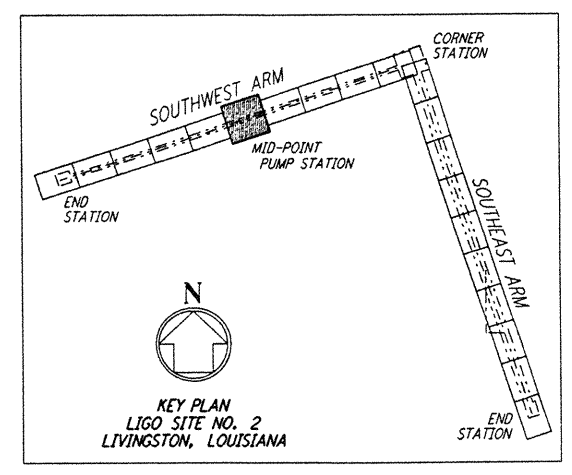 CORNER
STATION
SOUTHWEST ARM
MID-POINT
PUMP STATION
END
STATION
SOUTHEAST ARM
N
KEY PLAN
LIGO SITE NO. 2
LIVINGSTON, LOUISIANA
END
STATION